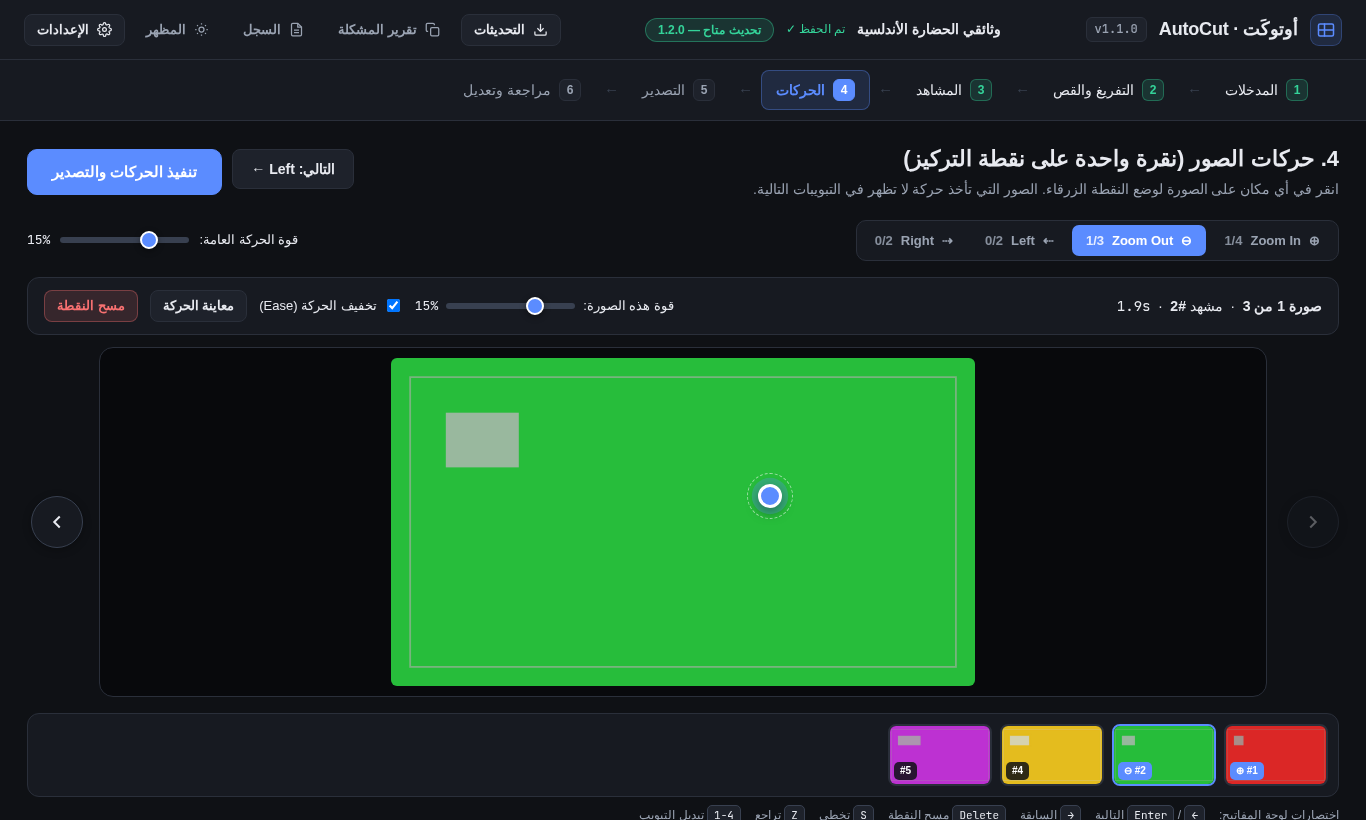 أوتوكَت · AutoCut v1.1.0 وثائقي الحضارة الأندلسية تم الحفظ ✓ تحديث متاح — 1.2.0 التحديثات تقرير المشكلة السجل المظهر الإعدادات
1 المدخلات ← 2 التفريغ والقص ← 3 المشاهد ← 4 الحركات ← 5 التصدير ← 6 مراجعة وتعديل
4. حركات الصور (نقرة واحدة على نقطة التركيز)
انقر في أي مكان على الصورة لوضع النقطة الزرقاء. الصور التي تأخذ حركة لا تظهر في التبويبات التالية.
التالي: Left ←
تنفيذ الحركات والتصدير
⊕ Zoom In 1/4 ⊖ Zoom Out 1/3 ⇠ Left 0/2 ⇢ Right 0/2
قوة الحركة العامة: 15%
صورة 1 من 3 · مشهد #2 · 1.9s قوة هذه الصورة: 15% تخفيف الحركة (Ease) معاينة الحركة مسح النقطة
⊕ #1 ⊖ #2 #4 #5
اختصارات لوحة المفاتيح: ← / Enter التالية → السابقة Delete مسح النقطة S تخطي Z تراجع 1-4 تبديل التبويب